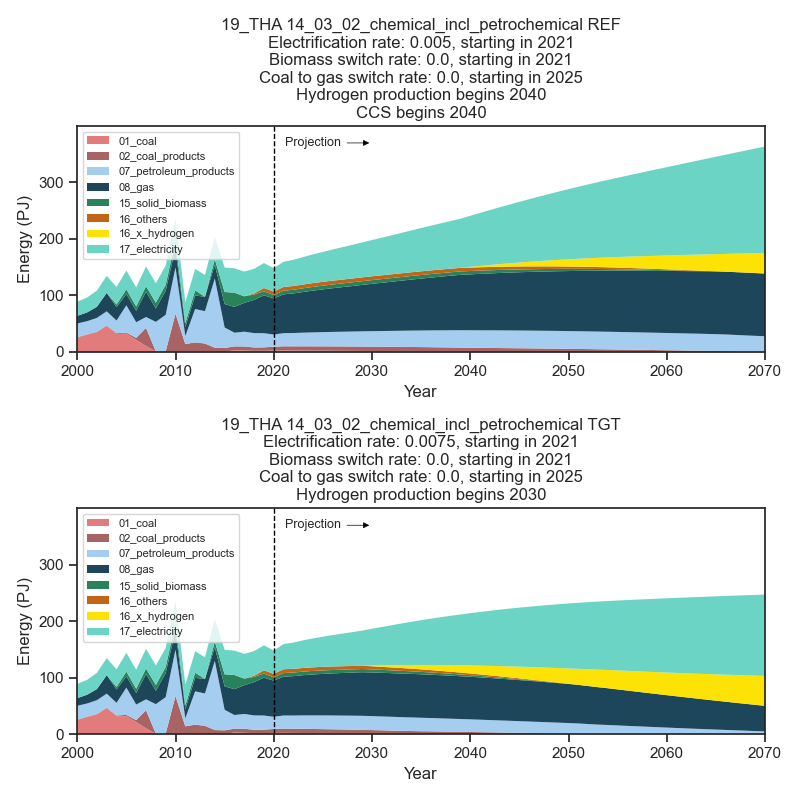 19_THA 14_03_02_chemical_incl_petrochemical REF
Electrification rate: 0.005, starting in 2021
Biomass switch rate: 0.0, starting in 2021
Coal to gas switch rate: 0.0, starting in 2025
Hydrogen production begins 2040
CCS begins 2040
Projection
01_coal
02_coal_products
07_petroleum_products
08_gas
15_solid_biomass
16_others
16_x_hydrogen
17_electricity
300
200
100
0
Energy (PJ)
2000 2010 2020 2030 2040 2050 2060 2070
Year
19_THA 14_03_02_chemical_incl_petrochemical TGT
Electrification rate: 0.0075, starting in 2021
Biomass switch rate: 0.0, starting in 2021
Coal to gas switch rate: 0.0, starting in 2025
Hydrogen production begins 2030
Projection
01_coal
02_coal_products
07_petroleum_products
08_gas
15_solid_biomass
16_others
16_x_hydrogen
17_electricity
300
200
100
0
Energy (PJ)
2000 2010 2020 2030 2040 2050 2060 2070
Year